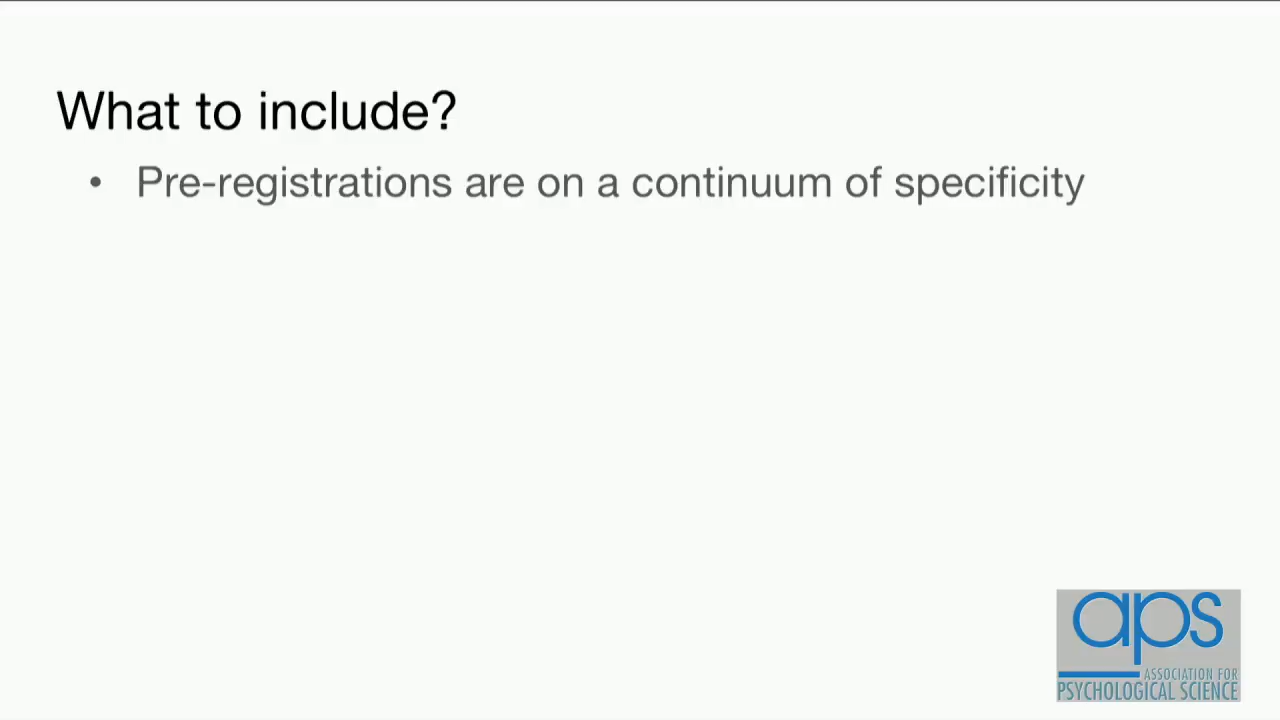 What to include?
• Pre-registrations are on a continuum of specificity
aps
ASSOCIATION FOR
PSYCHOLOGICAL SCIENCE